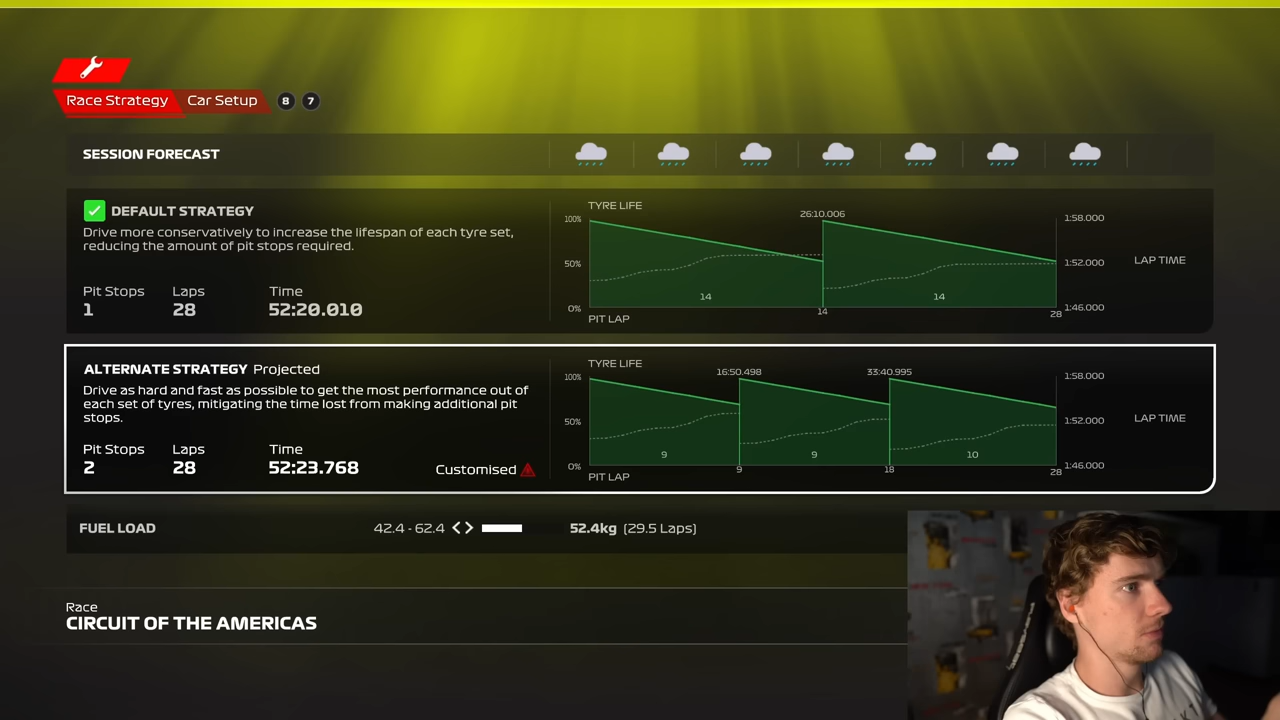 Race Strategy Car Setup 8 7
SESSION FORECAST
DEFAULT STRATEGY
Drive more conservatively to increase the lifespan of each tyre set,
reducing the amount of pit stops required.
Pit Stops Laps Time
1 28 52:20.010
TYRE LIFE
26:10.006
100% 1:58.000
50% 1:52.000 LAP TIME
14 14
0% 1:46.000
14 28
PIT LAP
ALTERNATE STRATEGY Projected
Drive as hard and fast as possible to get the most performance out of
each set of tyres, mitigating the time lost from making additional pit
stops.
Pit Stops Laps Time
2 28 52:23.768 Customised
TYRE LIFE
16:50.498 33:40.995
100% 1:58.000
50% 1:52.000 LAP TIME
9 9 10
0% 1:46.000
9 18 28
PIT LAP
FUEL LOAD 42.4 - 62.4 52.4kg (29.5 Laps)
Race
CIRCUIT OF THE AMERICAS